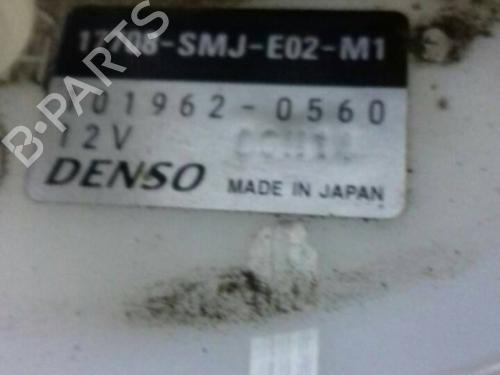 17708-SMJ-E02-M1
101962-0560
12V
DENSO MADE IN JAPAN
B-PARTS